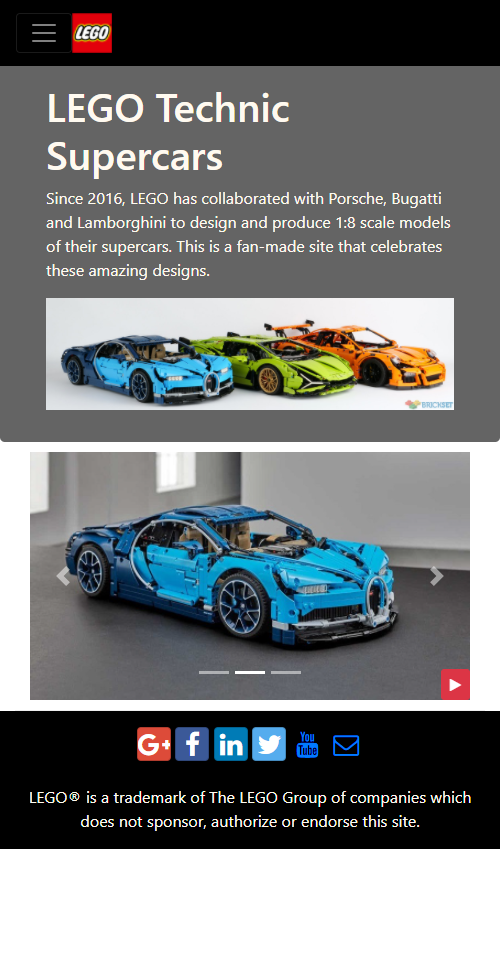 LEGO
LEGO Technic
Supercars
Since 2016, LEGO has collaborated with Porsche, Bugatti
and Lamborghini to design and produce 1:8 scale models
of their supercars. This is a fan-made site that celebrates
these amazing designs.
BRICKSET
G+ f in You Tube
LEGO® is a trademark of The LEGO Group of companies which
does not sponsor, authorize or endorse this site.